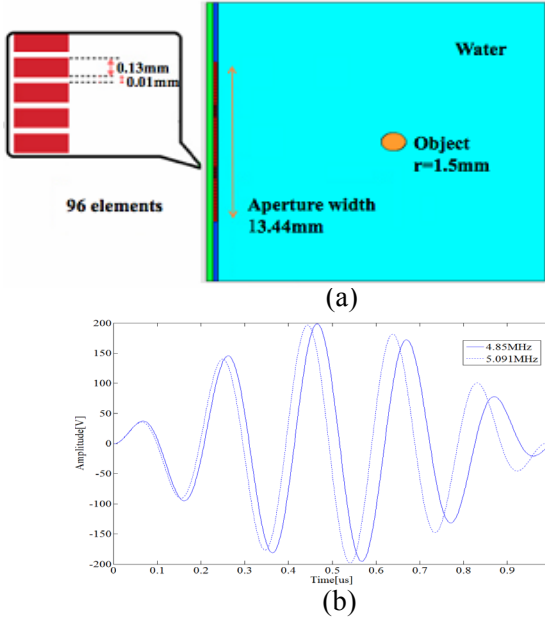 Water
0.13mm
0.01mm
Object
r=1.5mm
96 elements
Aperture width
13.44mm
(a)
200
150
100
50
0
-50
-100
-150
-200
Amplitude[V]
4.85MHz
5.091MHz
0
0.1
0.2
0.3
0.4
0.5
0.6
0.7
0.8
0.9
Time[us]
(b)